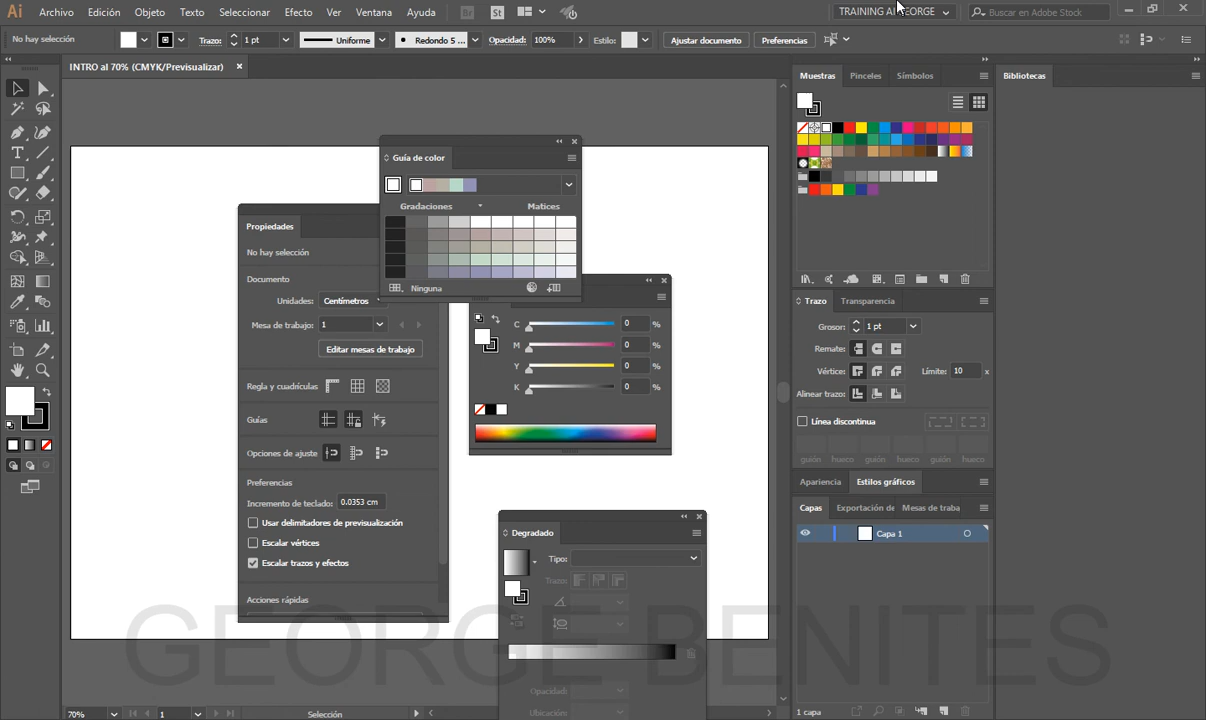 Ai Archivo Edición Objeto Texto Seleccionar Efecto Ver Ventana Ayuda Br St TRAINING AI GEORGE Buscar en Adobe Stock
No hay selección Trazo: 1 pt Uniforme Redondo 5 ... Opacidad: 100% Estilo: Ajustar documento Preferencias
INTRO al 70% (CMYK/Previsualizar)
Guía de color
Gradaciones Matices
Ninguna
Propiedades
No hay selección
Documento
Unidades: Centímetros
Mesa de trabajo: 1
Editar mesas de trabajo
Regla y cuadrículas
Guías
Opciones de ajuste
Preferencias
Incremento de teclado: 0.0353 cm
Usar delimitadores de previsualización
Escalar vértices
Escalar trazos y efectos
Acciones rápidas
C 0 %
M 0 %
Y 0 %
K 0 %
Degradado
Tipo:
Trazo:
Opacidad:
Ubicación:
Muestras Pinceles Símbolos
Trazo Transparencia
Grosor: 1 pt
Remate:
Vértice: Límite: 10 x
Alinear trazo:
Línea discontinua
guión hueco guión hueco guión hueco
Apariencia Estilos gráficos
Capas Exportación de Mesas de traba
Capa 1
1 capa
Bibliotecas
GEORGE BENITES
70% 1 Selección